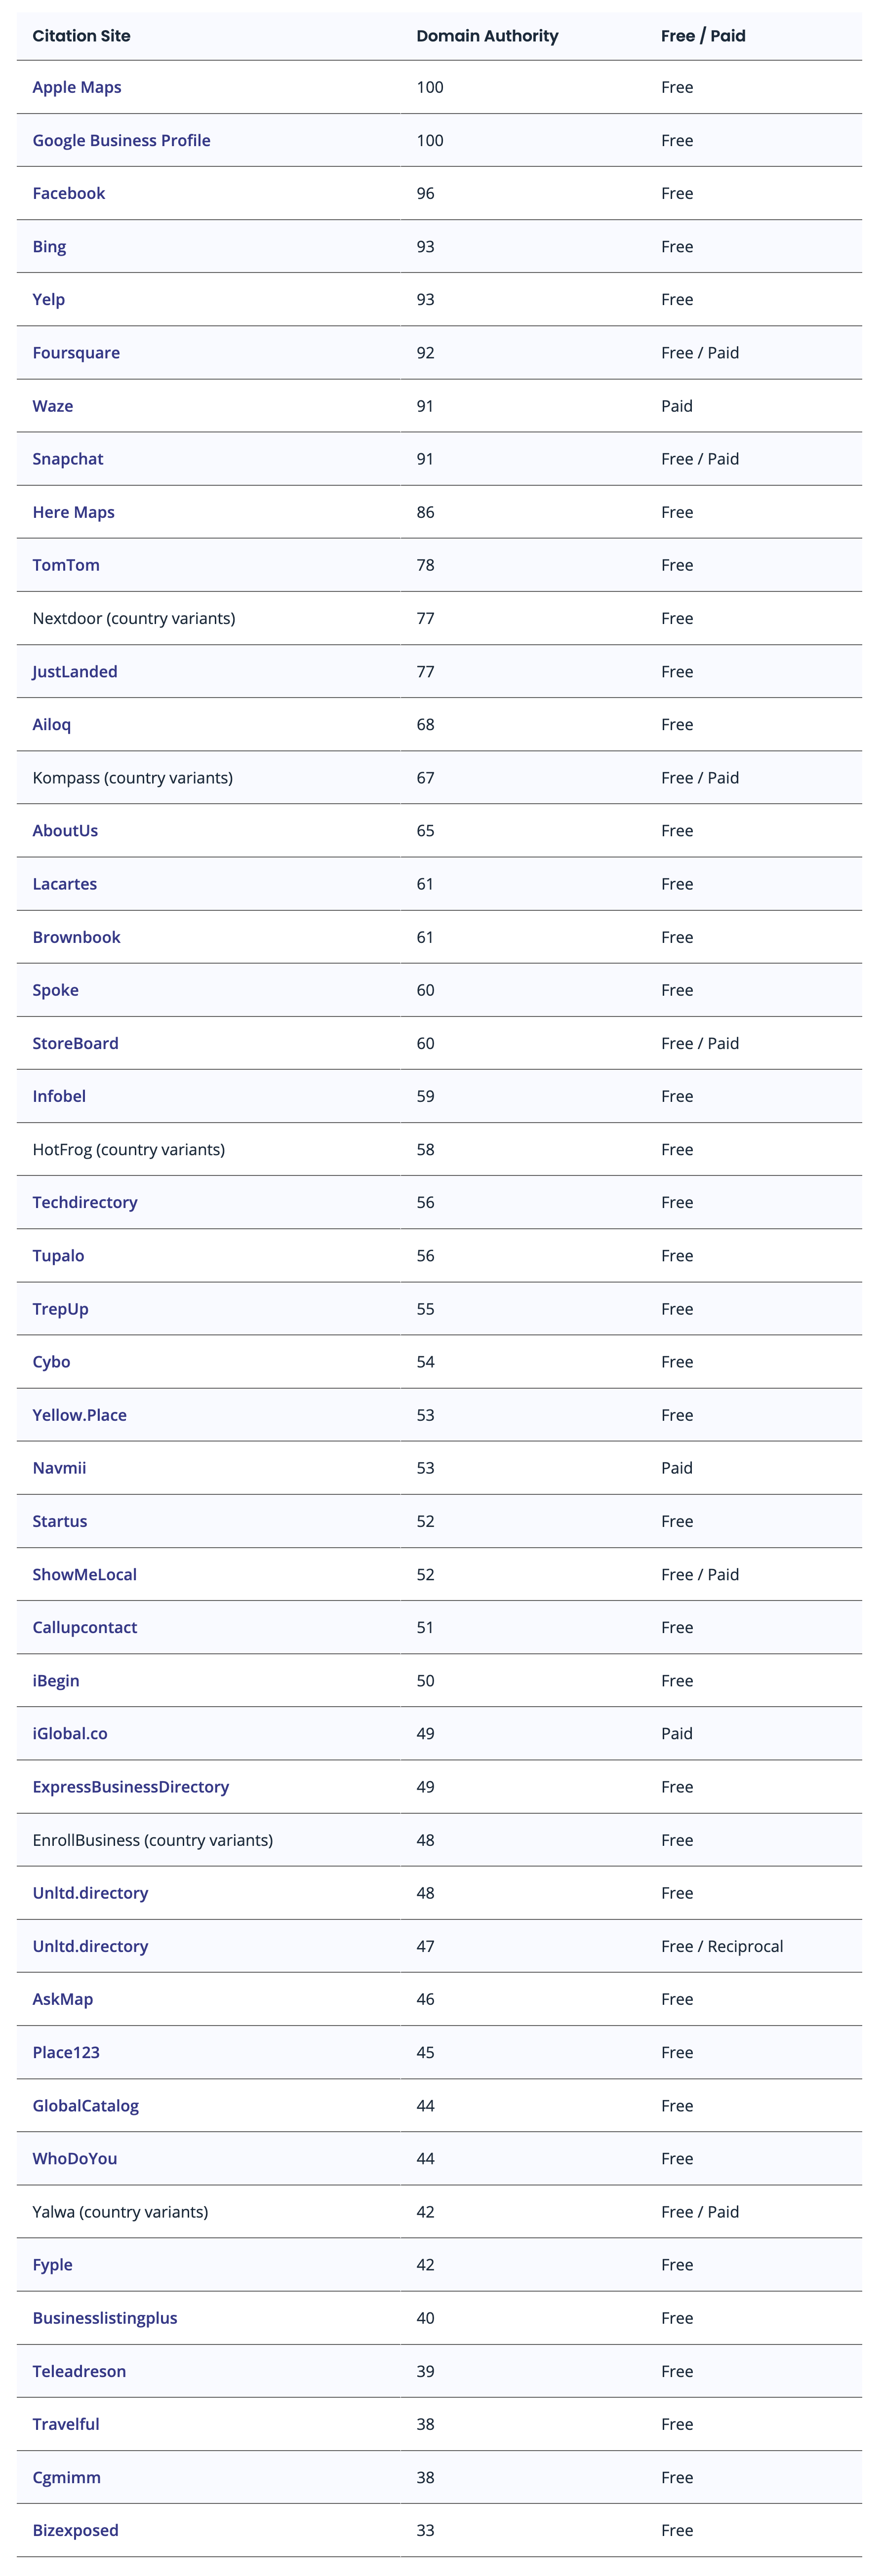 Citation Site Domain Authority Free / Paid
Apple Maps 100 Free
Google Business Profile 100 Free
Facebook 96 Free
Bing 93 Free
Yelp 93 Free
Foursquare 92 Free / Paid
Waze 91 Paid
Snapchat 91 Free / Paid
Here Maps 86 Free
TomTom 78 Free
Nextdoor (country variants) 77 Free
JustLanded 77 Free
Ailoq 68 Free
Kompass (country variants) 67 Free / Paid
AboutUs 65 Free
Lacartes 61 Free
Brownbook 61 Free
Spoke 60 Free
StoreBoard 60 Free / Paid
Infobel 59 Free
HotFrog (country variants) 58 Free
Techdirectory 56 Free
Tupalo 56 Free
TrepUp 55 Free
Cybo 54 Free
Yellow.Place 53 Free
Navmii 53 Paid
Startus 52 Free
ShowMeLocal 52 Free / Paid
Callupcontact 51 Free
iBegin 50 Free
iGlobal.co 49 Paid
ExpressBusinessDirectory 49 Free
EnrollBusiness (country variants) 48 Free
Unltd.directory 48 Free
Unltd.directory 47 Free / Reciprocal
AskMap 46 Free
Place123 45 Free
GlobalCatalog 44 Free
WhoDoYou 44 Free
Yalwa (country variants) 42 Free / Paid
Fyple 42 Free
Businesslistingplus 40 Free
Teleadreson 39 Free
Travelful 38 Free
Cgmimm 38 Free
Bizexposed 33 Free